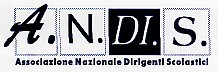 A.N.DI.S.
Associazione Nazionale Dirigenti Scolastici